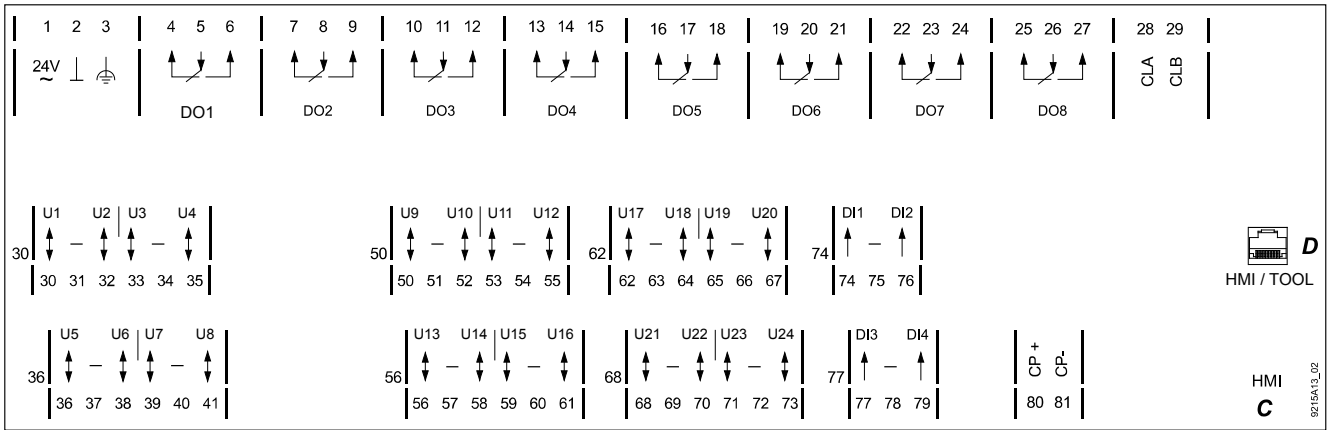 1 2 3 4 5 6 7 8 9 10 11 12 13 14 15 16 17 18 19 20 21 22 23 24 25 26 27 28 29
24V
~
DO1 DO2 DO3 DO4 DO5 DO6 DO7 DO8 CLA CLB
U1 U2 U3 U4 U9 U10 U11 U12 U17 U18 U19 U20 DI1 DI2
30 – – 50 – – 62 – – 74 – D
30 31 32 33 34 35 50 51 52 53 54 55 62 63 64 65 66 67 74 75 76 HMI / TOOL
U5 U6 U7 U8 U13 U14 U15 U16 U21 U22 U23 U24 DI3 DI4 CP + CP-
36 – – 56 – – 68 – – 77 – HMI
36 37 38 39 40 41 56 57 58 59 60 61 68 69 70 71 72 73 77 78 79 80 81 C
9215A13_02